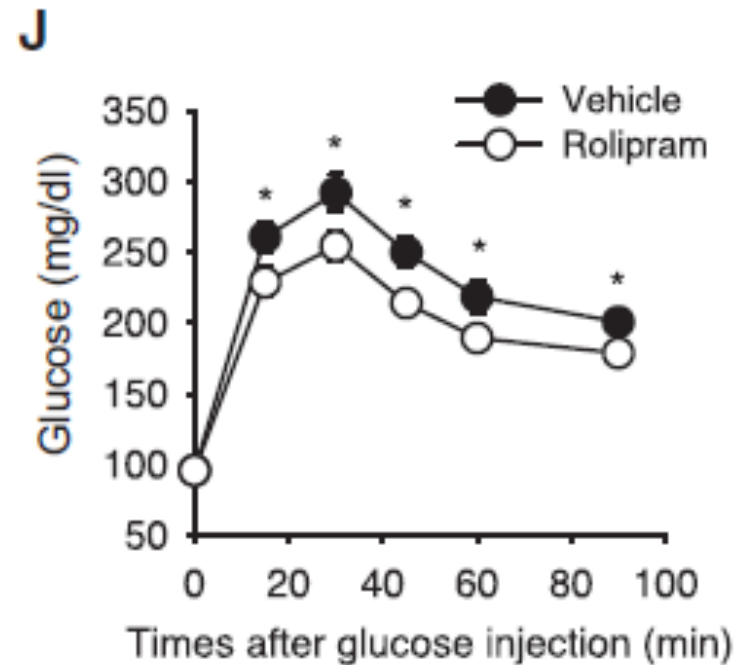 J
Vehicle
Rolipram
Glucose (mg/dl)
350
300
250
200
150
100
50
*
*
*
*
*
0 20 40 60 80 100
Times after glucose injection (min)